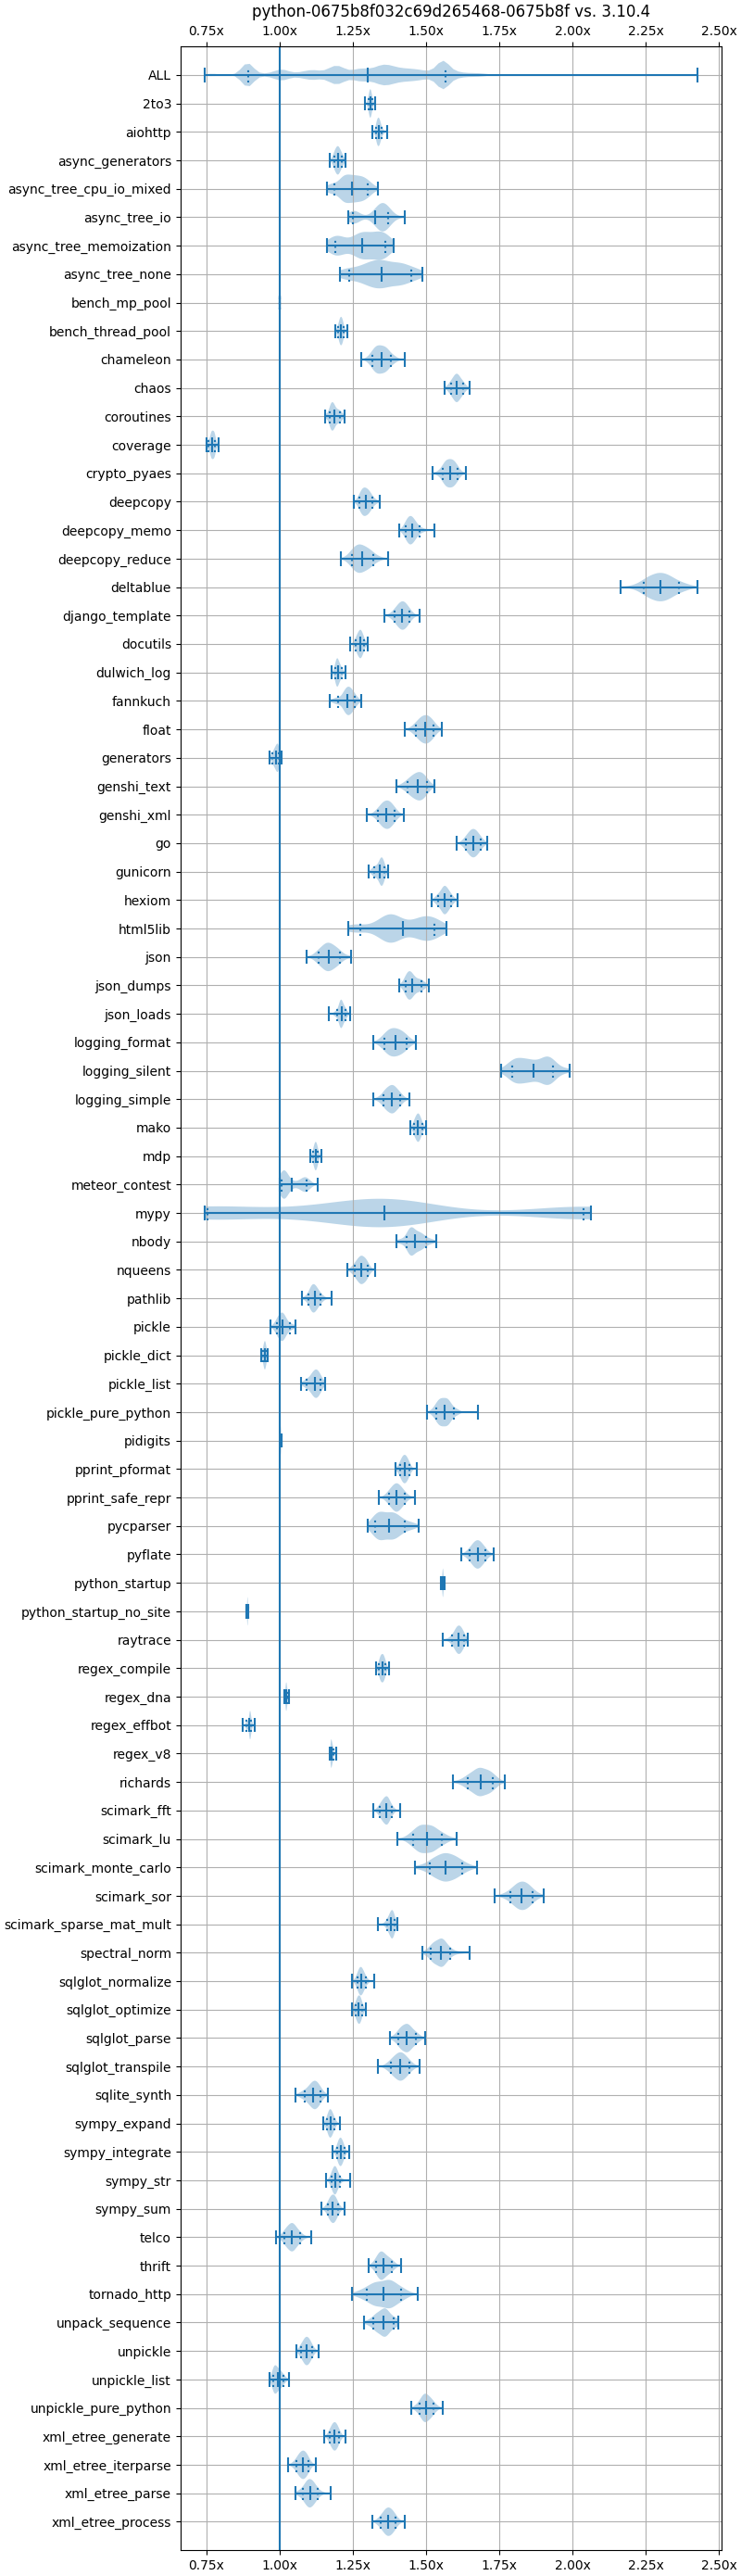 python-0675b8f032c69d265468-0675b8f vs. 3.10.4
0.75x 1.00x 1.25x 1.50x 1.75x 2.00x 2.25x 2.50x
ALL
2to3
aiohttp
async_generators
async_tree_cpu_io_mixed
async_tree_io
async_tree_memoization
async_tree_none
bench_mp_pool
bench_thread_pool
chameleon
chaos
coroutines
coverage
crypto_pyaes
deepcopy
deepcopy_memo
deepcopy_reduce
deltablue
django_template
docutils
dulwich_log
fannkuch
float
generators
genshi_text
genshi_xml
go
gunicorn
hexiom
html5lib
json
json_dumps
json_loads
logging_format
logging_silent
logging_simple
mako
mdp
meteor_contest
mypy
nbody
nqueens
pathlib
pickle
pickle_dict
pickle_list
pickle_pure_python
pidigits
pprint_pformat
pprint_safe_repr
pycparser
pyflate
python_startup
python_startup_no_site
raytrace
regex_compile
regex_dna
regex_effbot
regex_v8
richards
scimark_fft
scimark_lu
scimark_monte_carlo
scimark_sor
scimark_sparse_mat_mult
spectral_norm
sqlglot_normalize
sqlglot_optimize
sqlglot_parse
sqlglot_transpile
sqlite_synth
sympy_expand
sympy_integrate
sympy_str
sympy_sum
telco
thrift
tornado_http
unpack_sequence
unpickle
unpickle_list
unpickle_pure_python
xml_etree_generate
xml_etree_iterparse
xml_etree_parse
xml_etree_process
0.75x 1.00x 1.25x 1.50x 1.75x 2.00x 2.25x 2.50x